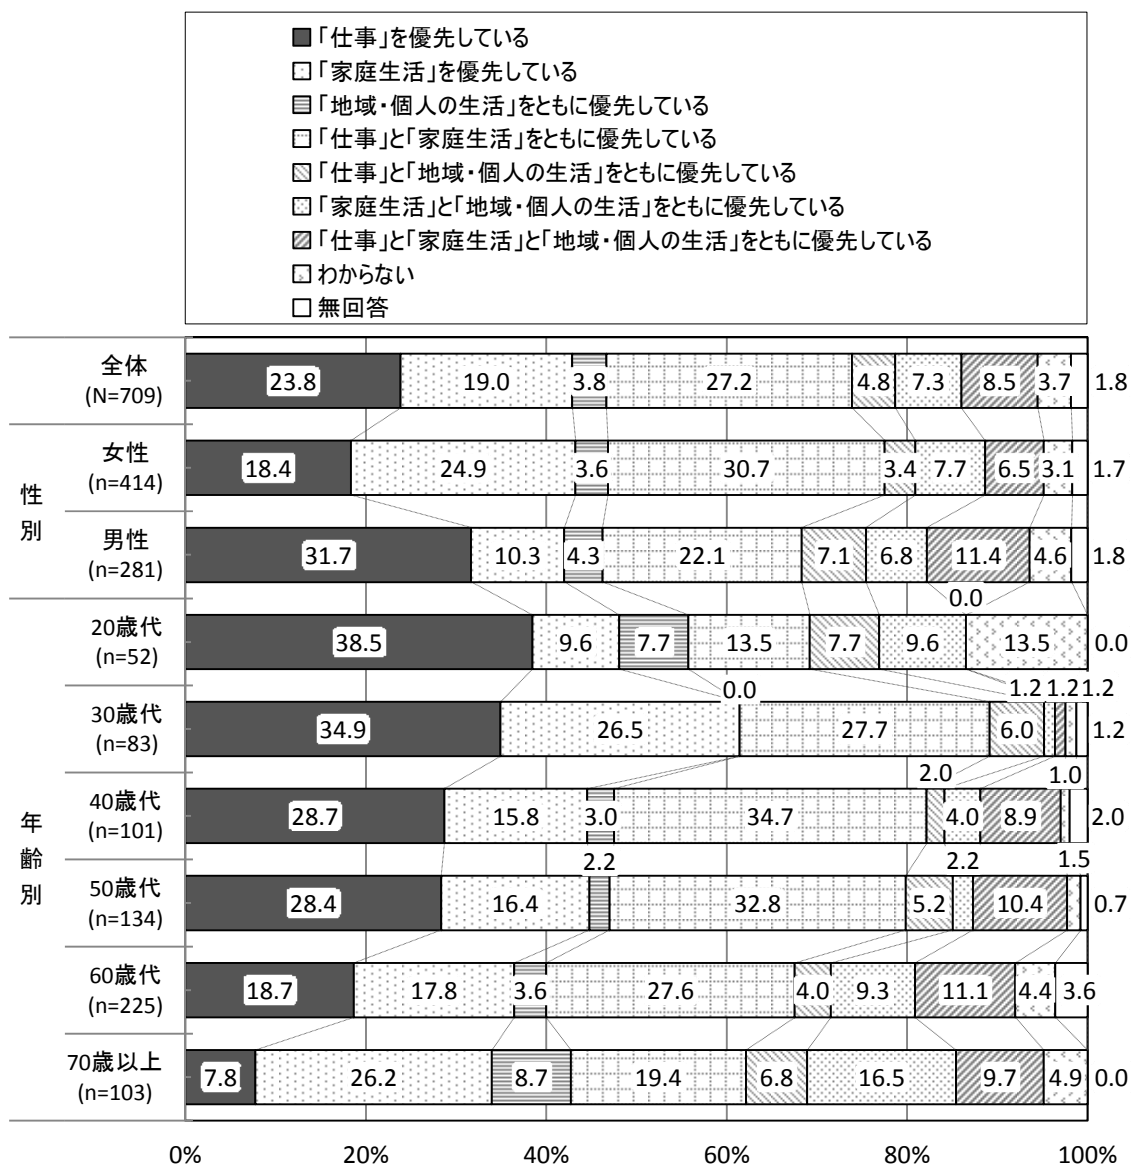 「仕事」を優先している
「家庭生活」を優先している
「地域・個人の生活」をともに優先している
「仕事」と「家庭生活」をともに優先している
「仕事」と「地域・個人の生活」をともに優先している
「家庭生活」と「地域・個人の生活」をともに優先している
「仕事」と「家庭生活」と「地域・個人の生活」をともに優先している
わからない
無回答
全体
(N=709)
23.8 19.0 3.8 27.2 4.8 7.3 8.5 3.7 1.8
性別
女性
(n=414)
18.4 24.9 3.6 30.7 3.4 7.7 6.5 3.1 1.7
男性
(n=281)
31.7 10.3 4.3 22.1 7.1 6.8 11.4 4.6 1.8
年齢別
0.0
20歳代
(n=52)
38.5 9.6 7.7 13.5 7.7 9.6 13.5 0.0
0.0 1.2 1.2 1.2
30歳代
(n=83)
34.9 26.5 27.7 6.0 1.2
2.0 1.0
40歳代
(n=101)
28.7 15.8 3.0 34.7 4.0 8.9 2.0
2.2 2.2 1.5
50歳代
(n=134)
28.4 16.4 32.8 5.2 10.4 0.7
60歳代
(n=225)
18.7 17.8 3.6 27.6 4.0 9.3 11.1 4.4 3.6
70歳以上
(n=103)
7.8 26.2 8.7 19.4 6.8 16.5 9.7 4.9 0.0
0% 20% 40% 60% 80% 100%